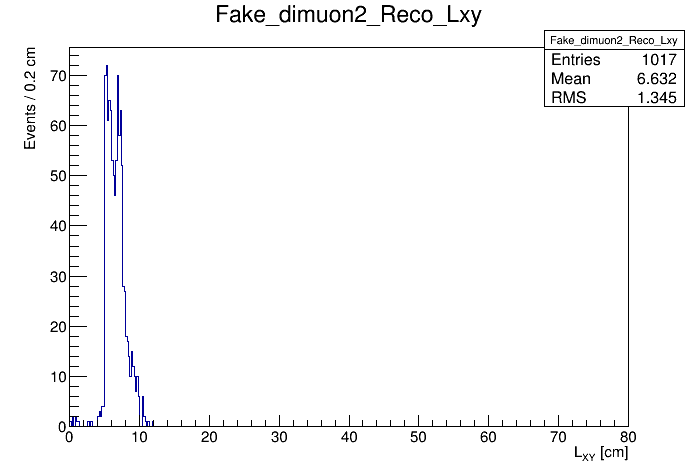 Fake_dimuon2_Reco_Lxy
Fake_dimuon2_Reco_Lxy
Entries 1017
Mean 6.632
RMS 1.345
Events / 0.2 cm
70
60
50
40
30
20
10
0
0 10 20 30 40 50 60 70 80
L_XY [cm]